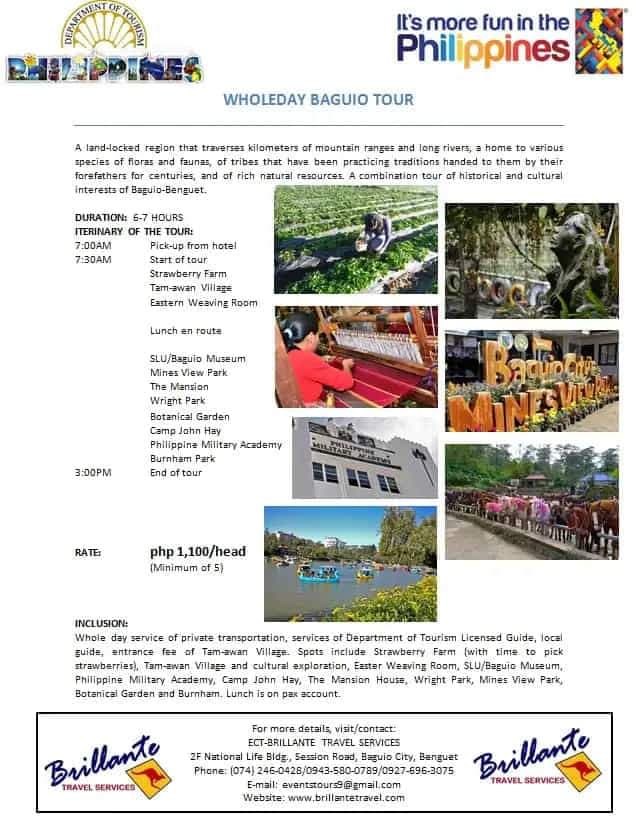 DEPARTMENT OF TOURISM
PHILIPPINES
It's more fun in the
Philippines
WHOLEDAY BAGUIO TOUR
A land-locked region that traverses kilometers of mountain ranges and long rivers, a home to various
species of floras and faunas, of tribes that have been practicing traditions handed to them by their
forefathers for centuries, and of rich natural resources. A combination tour of historical and cultural
interests of Baguio-Benguet.
DURATION: 6-7 HOURS
ITERINARY OF THE TOUR:
7:00AM Pick-up from hotel
7:30AM Start of tour
Strawberry Farm
Tam-awan Village
Eastern Weaving Room
Lunch en route
SLU/Baguio Museum
Mines View Park
The Mansion
Wright Park
Botanical Garden
Camp John Hay
Philippine Military Academy
Burnham Park
3:00PM End of tour
Baguio City
MINES VIEW PARK
PHILIPPINE
MILITARY ACADEMY
RATE: php 1,100/head
(Minimum of 5)
INCLUSION:
Whole day service of private transportation, services of Department of Tourism Licensed Guide, local
guide, entrance fee of Tam-awan Village. Spots include Strawberry Farm (with time to pick
strawberries), Tam-awan Village and cultural exploration, Easter Weaving Room, SLU/Baguio Museum,
Philippine Military Academy, Camp John Hay, The Mansion House, Wright Park, Mines View Park,
Botanical Garden and Burnham. Lunch is on pax account.
Brillante
TRAVEL SERVICES
For more details, visit/contact:
ECT-BRILLANTE TRAVEL SERVICES
2F National Life Bldg., Session Road, Baguio City, Benguet
Phone: (074) 246-0428/0943-580-0789/0927-696-3075
E-mail: eventstours9@gmail.com
Website: www.brillantetravel.com
Brillante
TRAVEL SERVICES